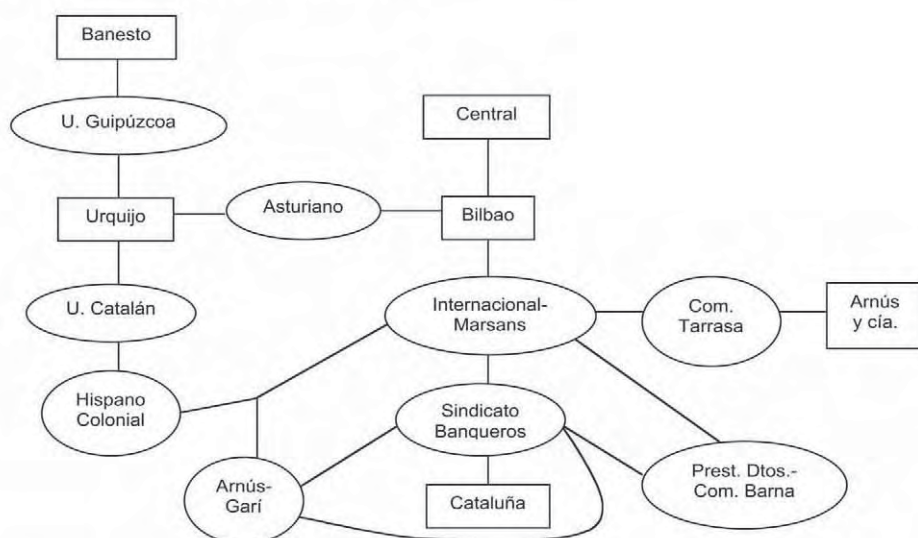 Banesto
U. Guipúzcoa
Central
Urquijo
Asturiano
Bilbao
U. Catalán
Internacional-
Marsans
Com.
Tarrasa
Arnús
y cía.
Hispano
Colonial
Sindicato
Banqueros
Arnús-
Garí
Cataluña
Prest. Dtos.-
Com. Barna